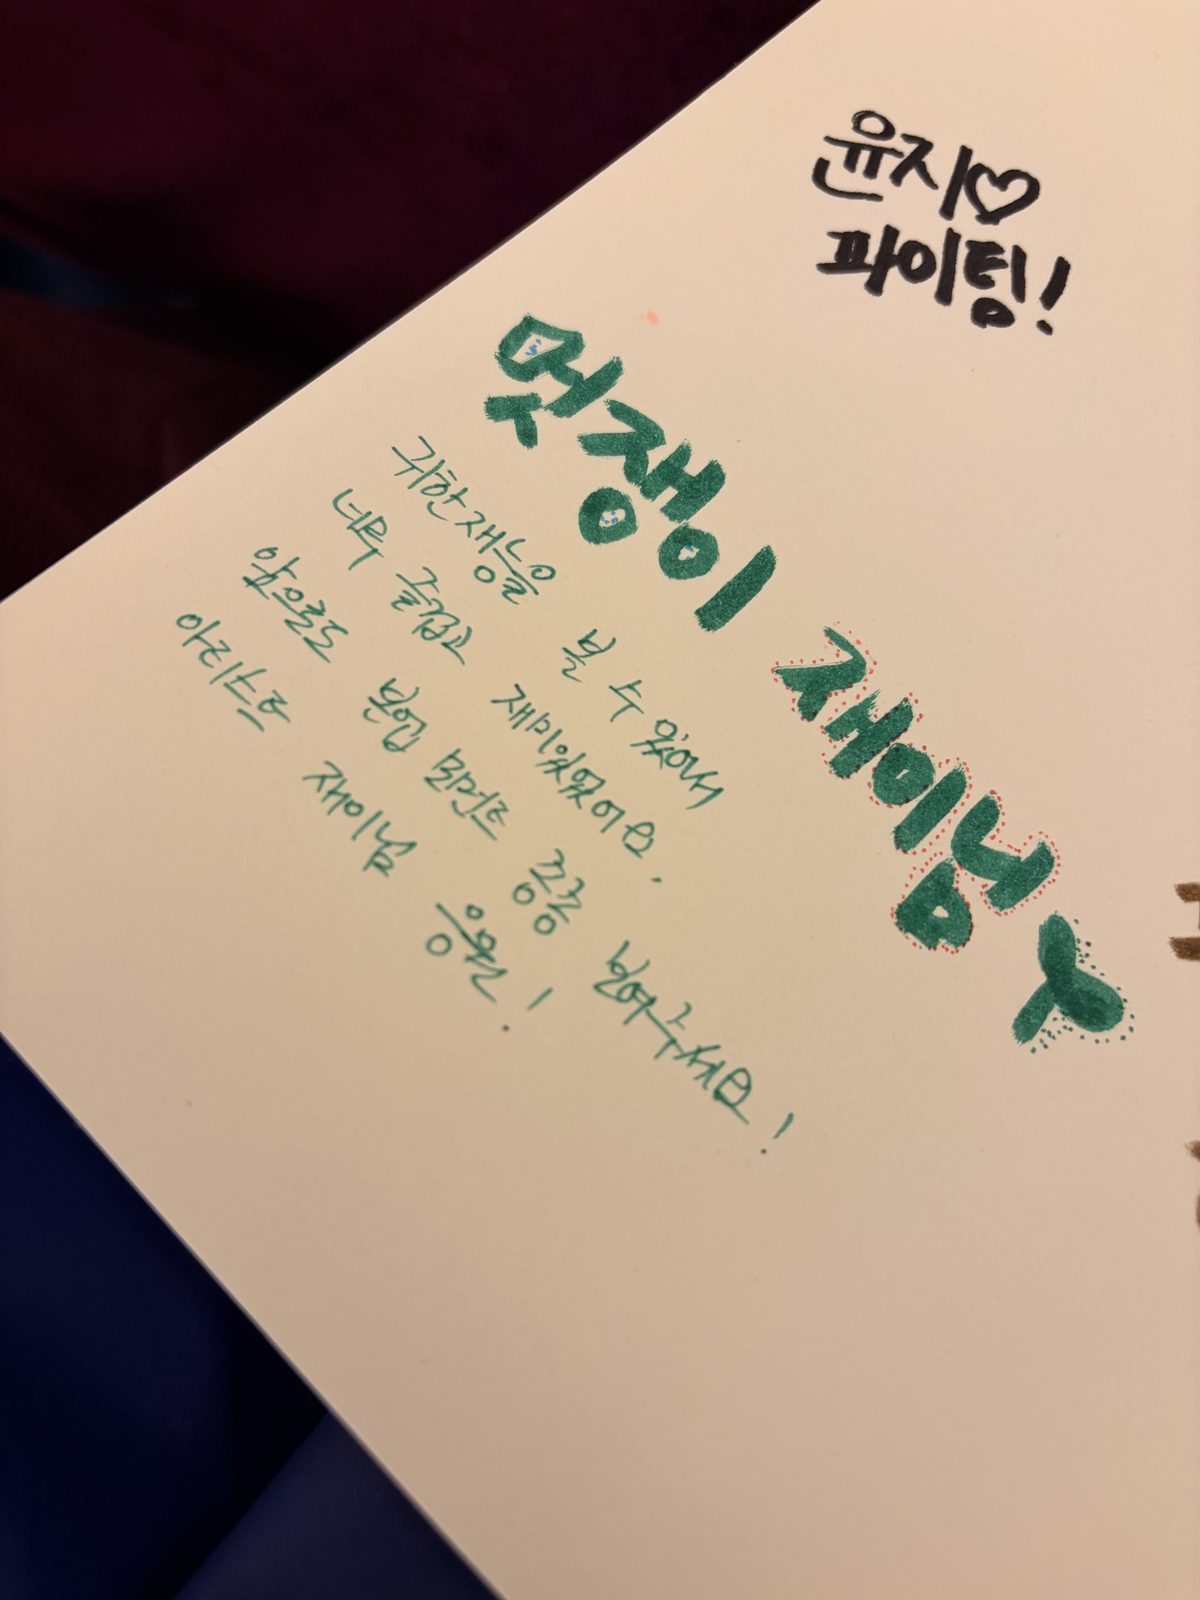 윤지♡
파이팅!
멋쟁이 재이님
귀한 재능을 볼 수 있어서
너무 즐겁고 재미있었어요.
앞으로도 본업 모먼트 종종 보여주세요!
아티스트 재이님 응원!